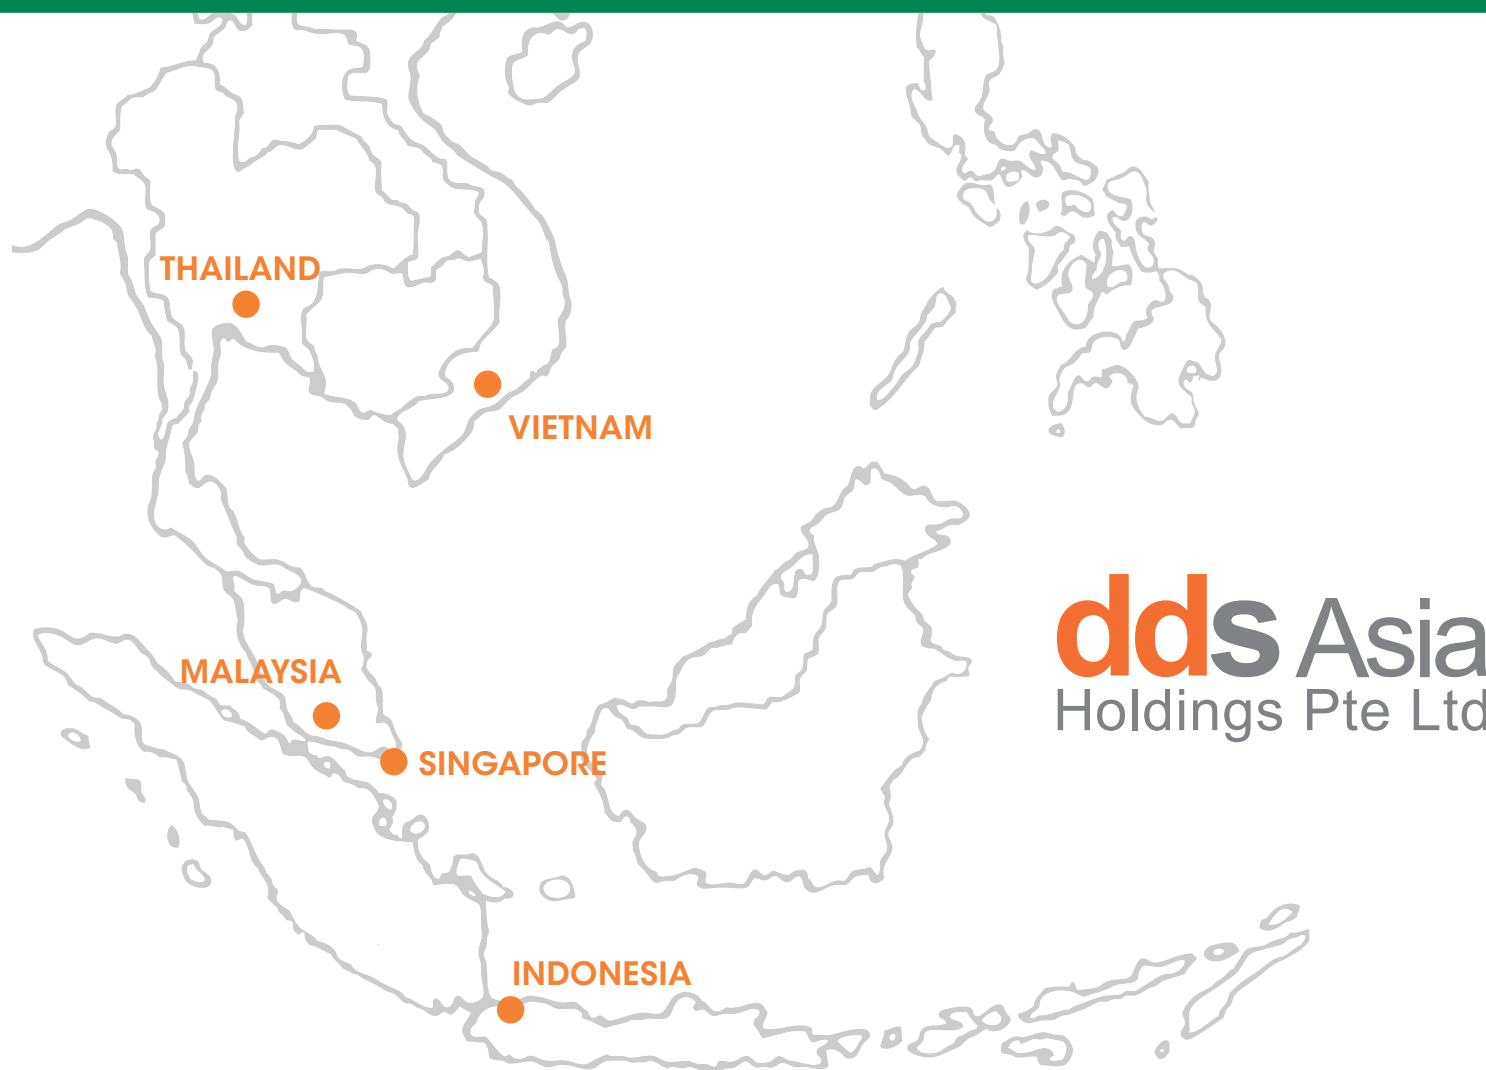 THAILAND
VIETNAM
dds Asia
Holdings Pte Ltd
MALAYSIA
SINGAPORE
INDONESIA